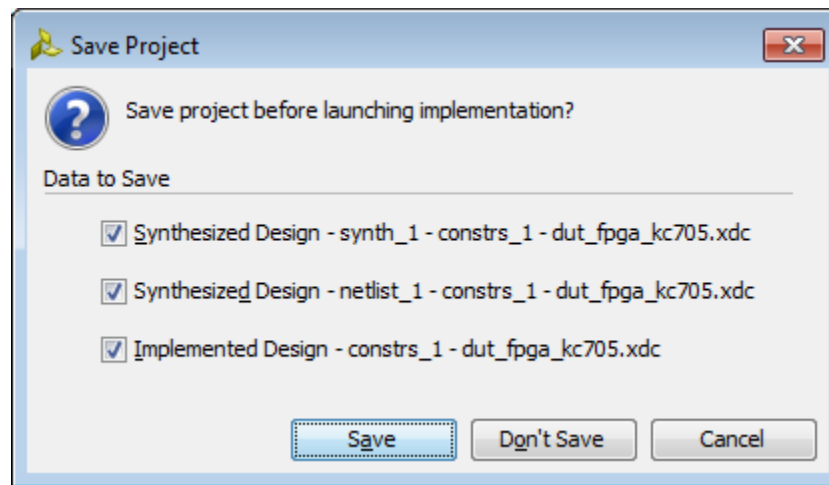 Save Project
Save project before launching implementation?
Data to Save
Synthesized Design - synth_1 - constrs_1 - dut_fpga_kc705.xdc
Synthesized Design - netlist_1 - constrs_1 - dut_fpga_kc705.xdc
Implemented Design - constrs_1 - dut_fpga_kc705.xdc
Save Don't Save Cancel